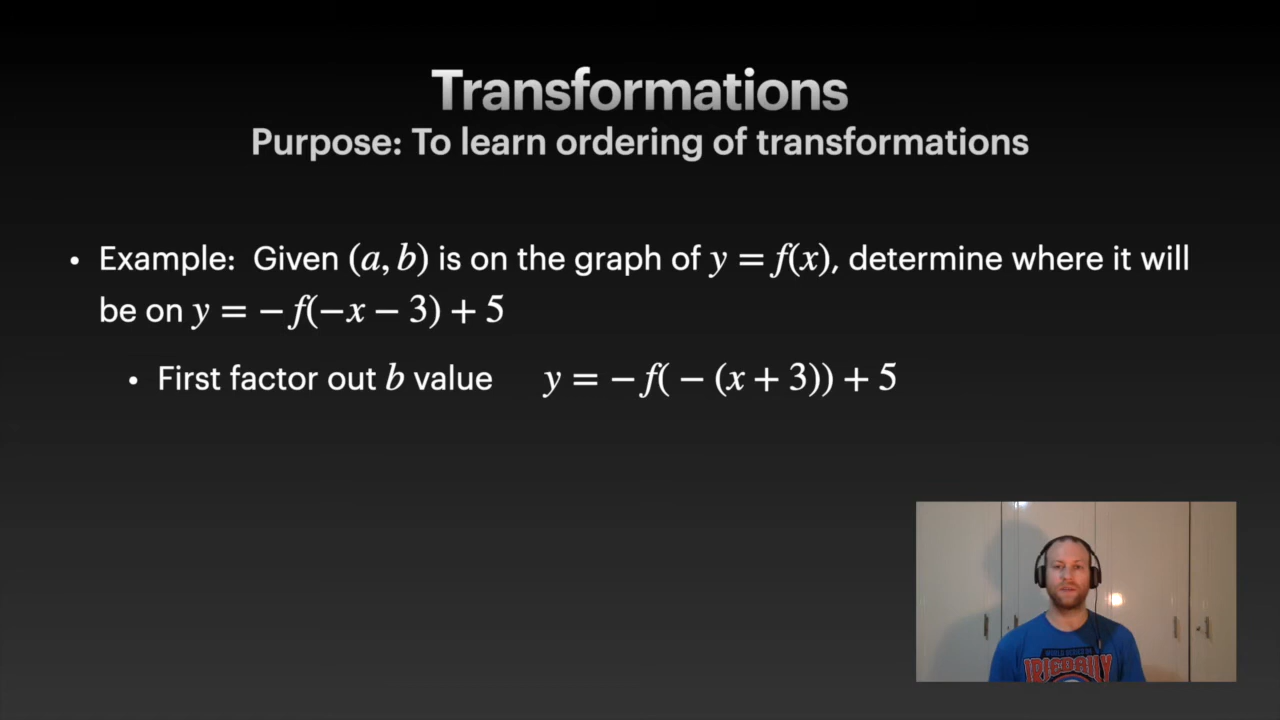 Transformations
Purpose: To learn ordering of transformations
• Example: Given (a, b) is on the graph of y = f(x), determine where it will
be on y = − f(−x − 3) + 5
• First factor out b value y = − f( − (x + 3)) + 5